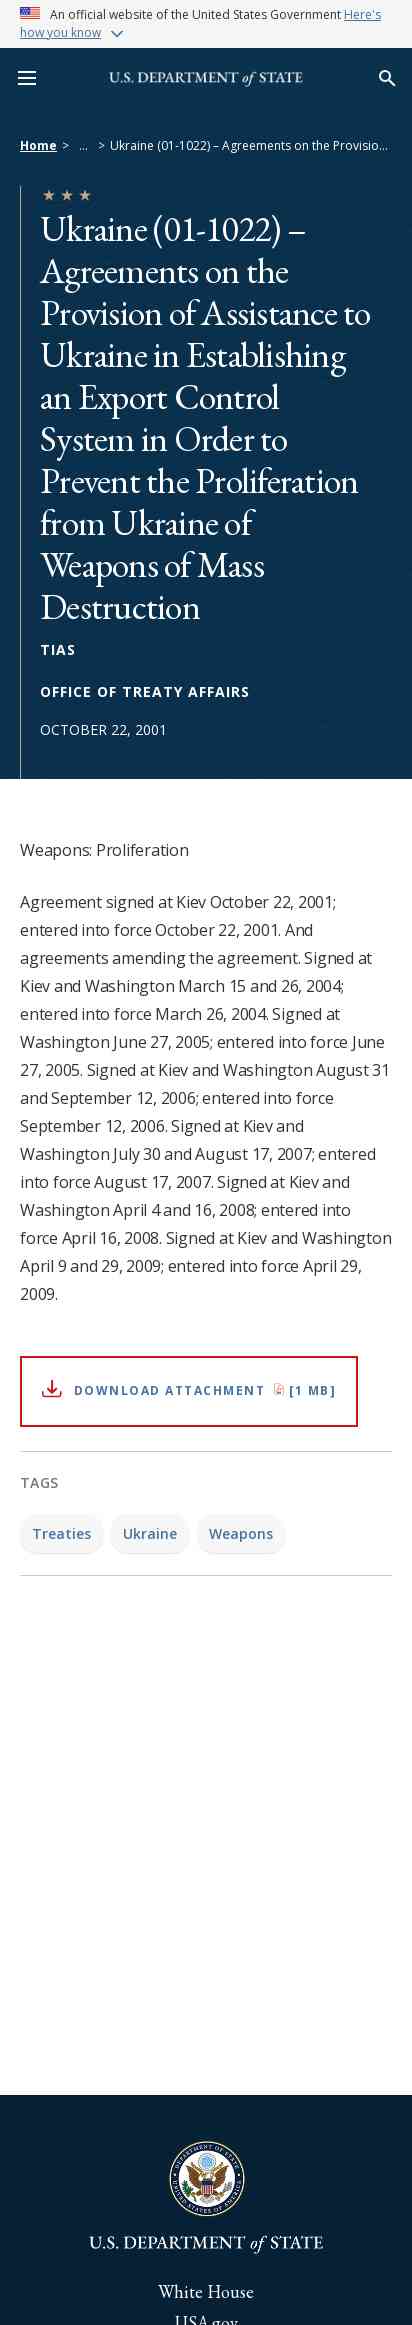 An official website of the United States Government Here's
how you know
U.S. DEPARTMENT of STATE
Home > ... > Ukraine (01-1022) – Agreements on the Provisio...
Ukraine (01-1022) –
Agreements on the
Provision of Assistance to
Ukraine in Establishing
an Export Control
System in Order to
Prevent the Proliferation
from Ukraine of
Weapons of Mass
Destruction
TIAS
OFFICE OF TREATY AFFAIRS
OCTOBER 22, 2001
Weapons: Proliferation
Agreement signed at Kiev October 22, 2001;
entered into force October 22, 2001. And
agreements amending the agreement. Signed at
Kiev and Washington March 15 and 26, 2004;
entered into force March 26, 2004. Signed at
Washington June 27, 2005; entered into force June
27, 2005. Signed at Kiev and Washington August 31
and September 12, 2006; entered into force
September 12, 2006. Signed at Kiev and
Washington July 30 and August 17, 2007; entered
into force August 17, 2007. Signed at Kiev and
Washington April 4 and 16, 2008; entered into
force April 16, 2008. Signed at Kiev and Washington
April 9 and 29, 2009; entered into force April 29,
2009.
DOWNLOAD ATTACHMENT [1 MB]
TAGS
Treaties Ukraine Weapons
DEPARTMENT OF STATE
UNITED STATES OF AMERICA
U.S. DEPARTMENT of STATE
White House
USA.gov